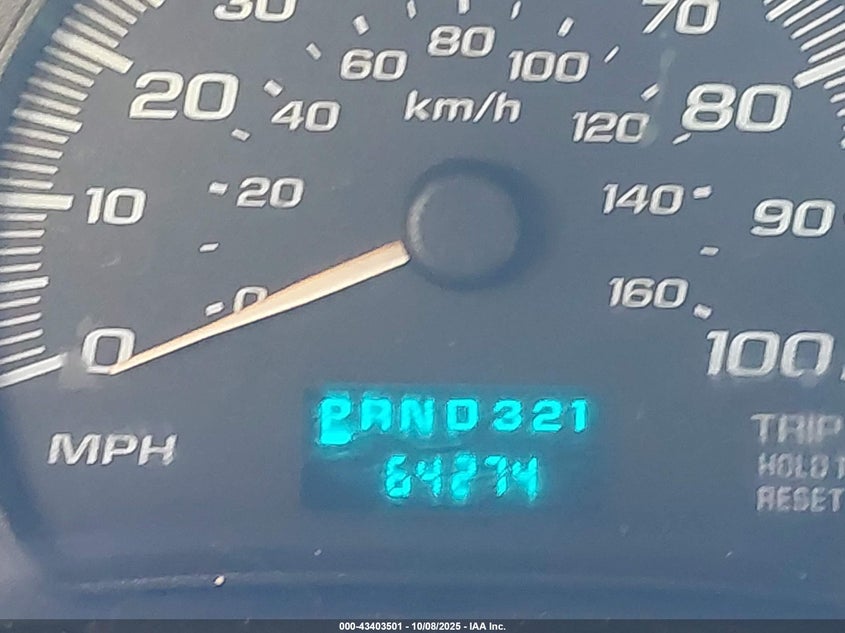 30 70
60 80 100
20 40 km/h 120 80
10 20 140 90
0 160
0 100
PRND321
TRIP
MPH
64274
HOLD T
RESET
000-43403501 - 10/08/2025 - IAA Inc.